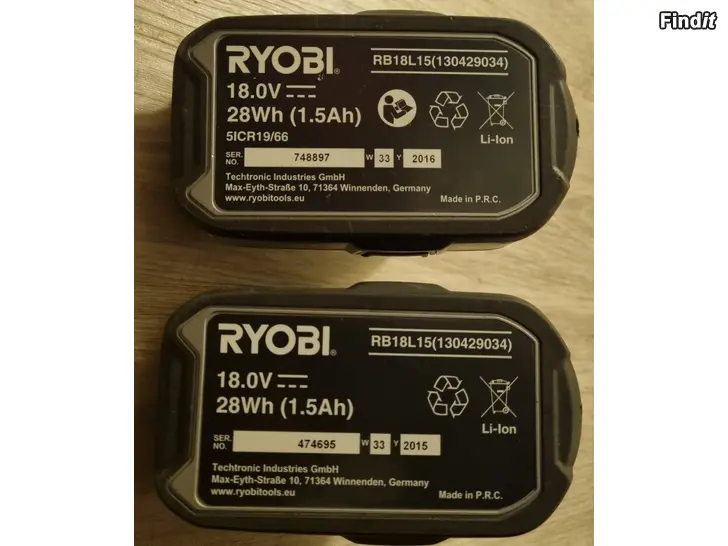 Findit
RYOBI®
RB18L15(130429034)
18.0V
28Wh (1.5Ah)
5ICR19/66
Li-Ion
SER. NO. 748897 W 33 Y 2016
Techtronic Industries GmbH
Max-Eyth-Straße 10, 71364 Winnenden, Germany
www.ryobitools.eu
Made in P.R.C.
RYOBI®
RB18L15(130429034)
18.0V
28Wh (1.5Ah)
Li-Ion
SER. NO. 474695 W 33 Y 2015
Techtronic Industries GmbH
Max-Eyth-Straße 10, 71364 Winnenden, Germany
www.ryobitools.eu
Made in P.R.C.